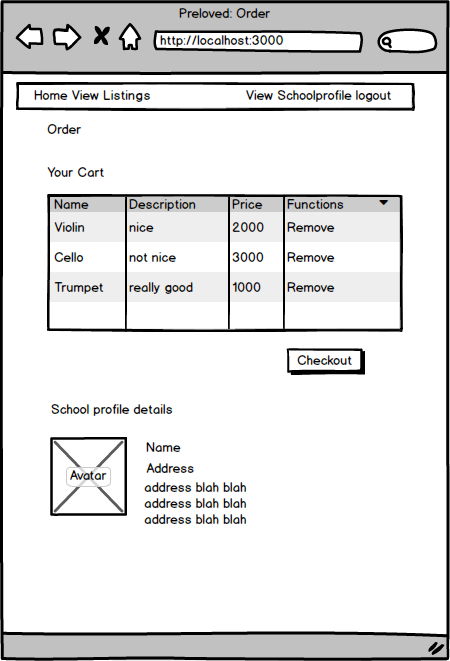 Preloved: Order
http://localhost:3000
Home View Listings View Schoolprofile logout
Order
Your Cart
Name Description Price Functions
Violin nice 2000 Remove
Cello not nice 3000 Remove
Trumpet really good 1000 Remove
Checkout
School profile details
Avatar
Name
Address
address blah blah
address blah blah
address blah blah